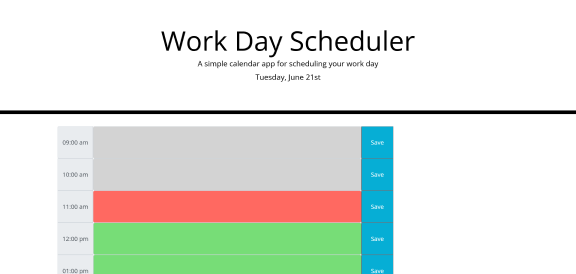 Work Day Scheduler
A simple calendar app for scheduling your work day
Tuesday, June 21st
09:00 am
Save
10:00 am
Save
11:00 am
Save
12:00 pm
Save
01:00 pm
Save